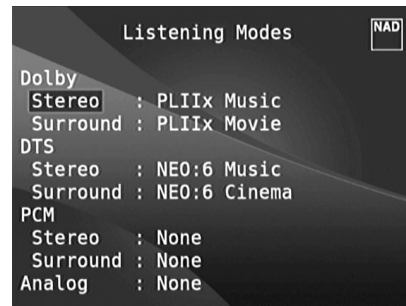 Listening Modes
NAD
Dolby
Stereo : PLIIx Music
Surround : PLIIx Movie
DTS
Stereo : NEO:6 Music
Surround : NEO:6 Cinema
PCM
Stereo : None
Surround : None
Analog : None